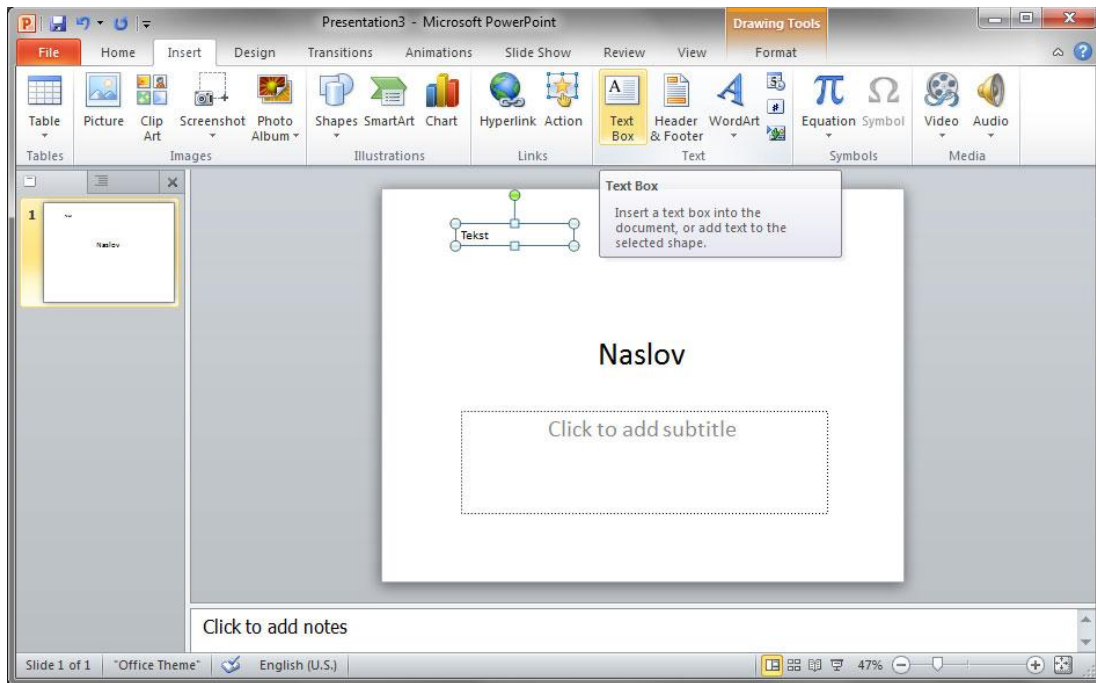 Presentation3 - Microsoft PowerPoint
Drawing Tools
File Home Insert Design Transitions Animations Slide Show Review View Format
Table Picture Clip Art Screenshot Photo Album Shapes SmartArt Chart Hyperlink Action Text Box Header & Footer WordArt Equation Symbol Video Audio
Tables Images Illustrations Links Text Symbols Media
Text Box
Insert a text box into the
document, or add text to the
selected shape.
1
Naslov
Tekst
Naslov
Click to add subtitle
Click to add notes
Slide 1 of 1 "Office Theme" English (U.S.) 47%